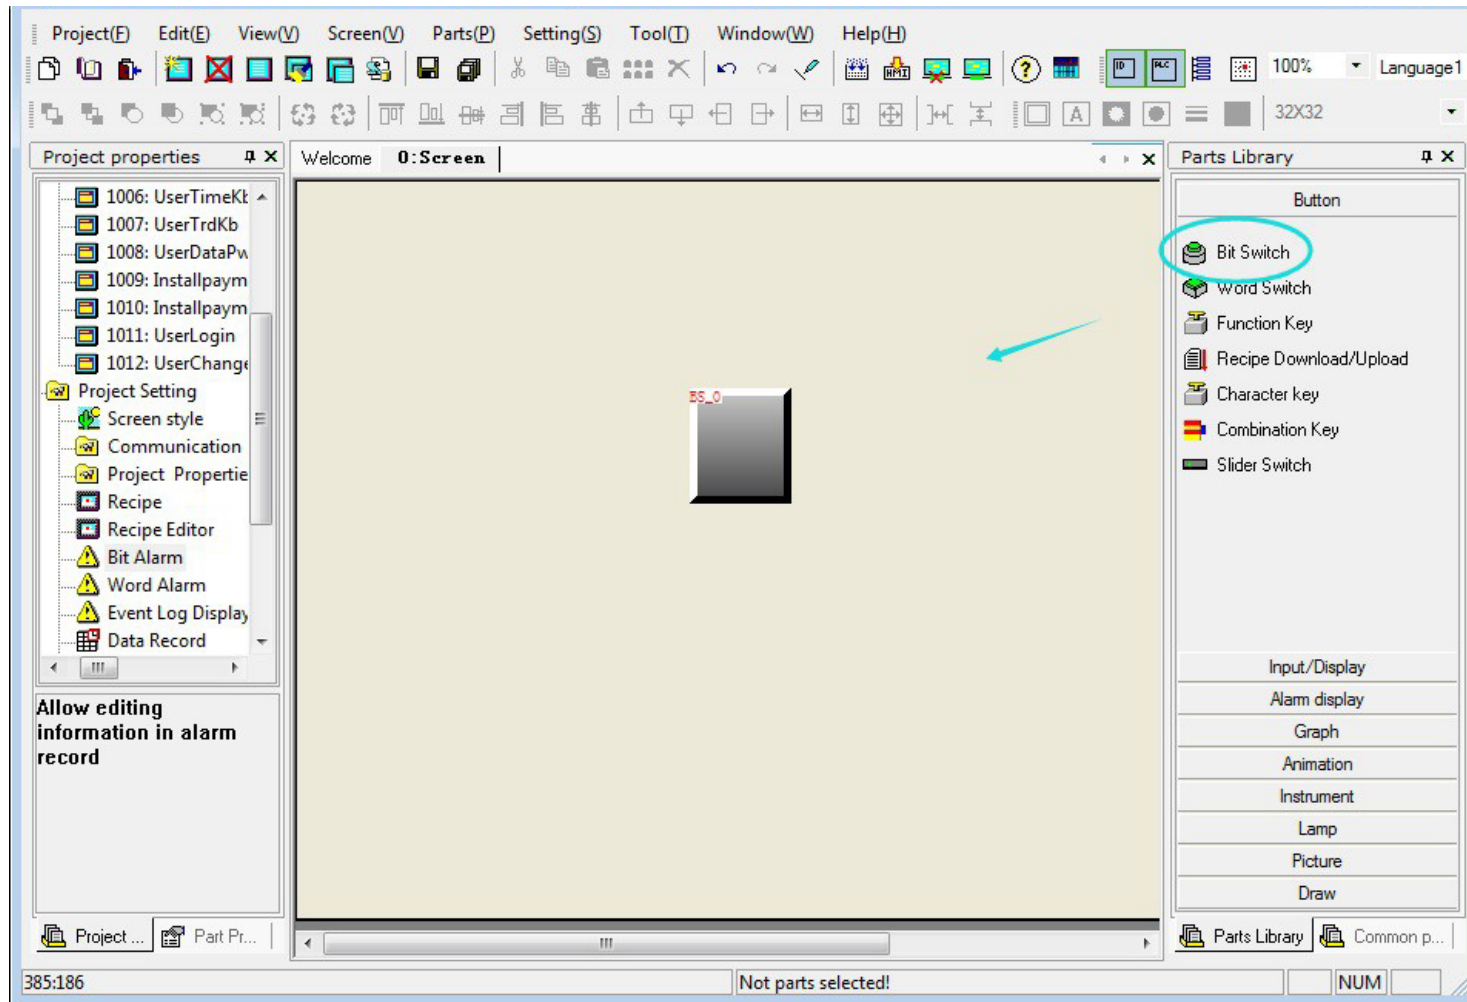 Project(F) Edit(E) View(V) Screen(V) Parts(P) Setting(S) Tool(T) Window(W) Help(H)
ID PLC 100% Language1
A 32X32
Project properties
Welcome 0:Screen
Parts Library
1006: UserTimeKb
1007: UserTrdKb
1008: UserDataPw
1009: Installpaym
1010: Installpaym
1011: UserLogin
1012: UserChange
Project Setting
Screen style
Communication
Project Propertie
Recipe
Recipe Editor
Bit Alarm
Word Alarm
Event Log Display
Data Record
Allow editing
information in alarm
record
Project ... Part Pr...
BS_0
Button
Bit Switch
Word Switch
Function Key
Recipe Download/Upload
Character key
Combination Key
Slider Switch
Input/Display
Alarm display
Graph
Animation
Instrument
Lamp
Picture
Draw
Parts Library Common p...
385:186 Not parts selected! NUM